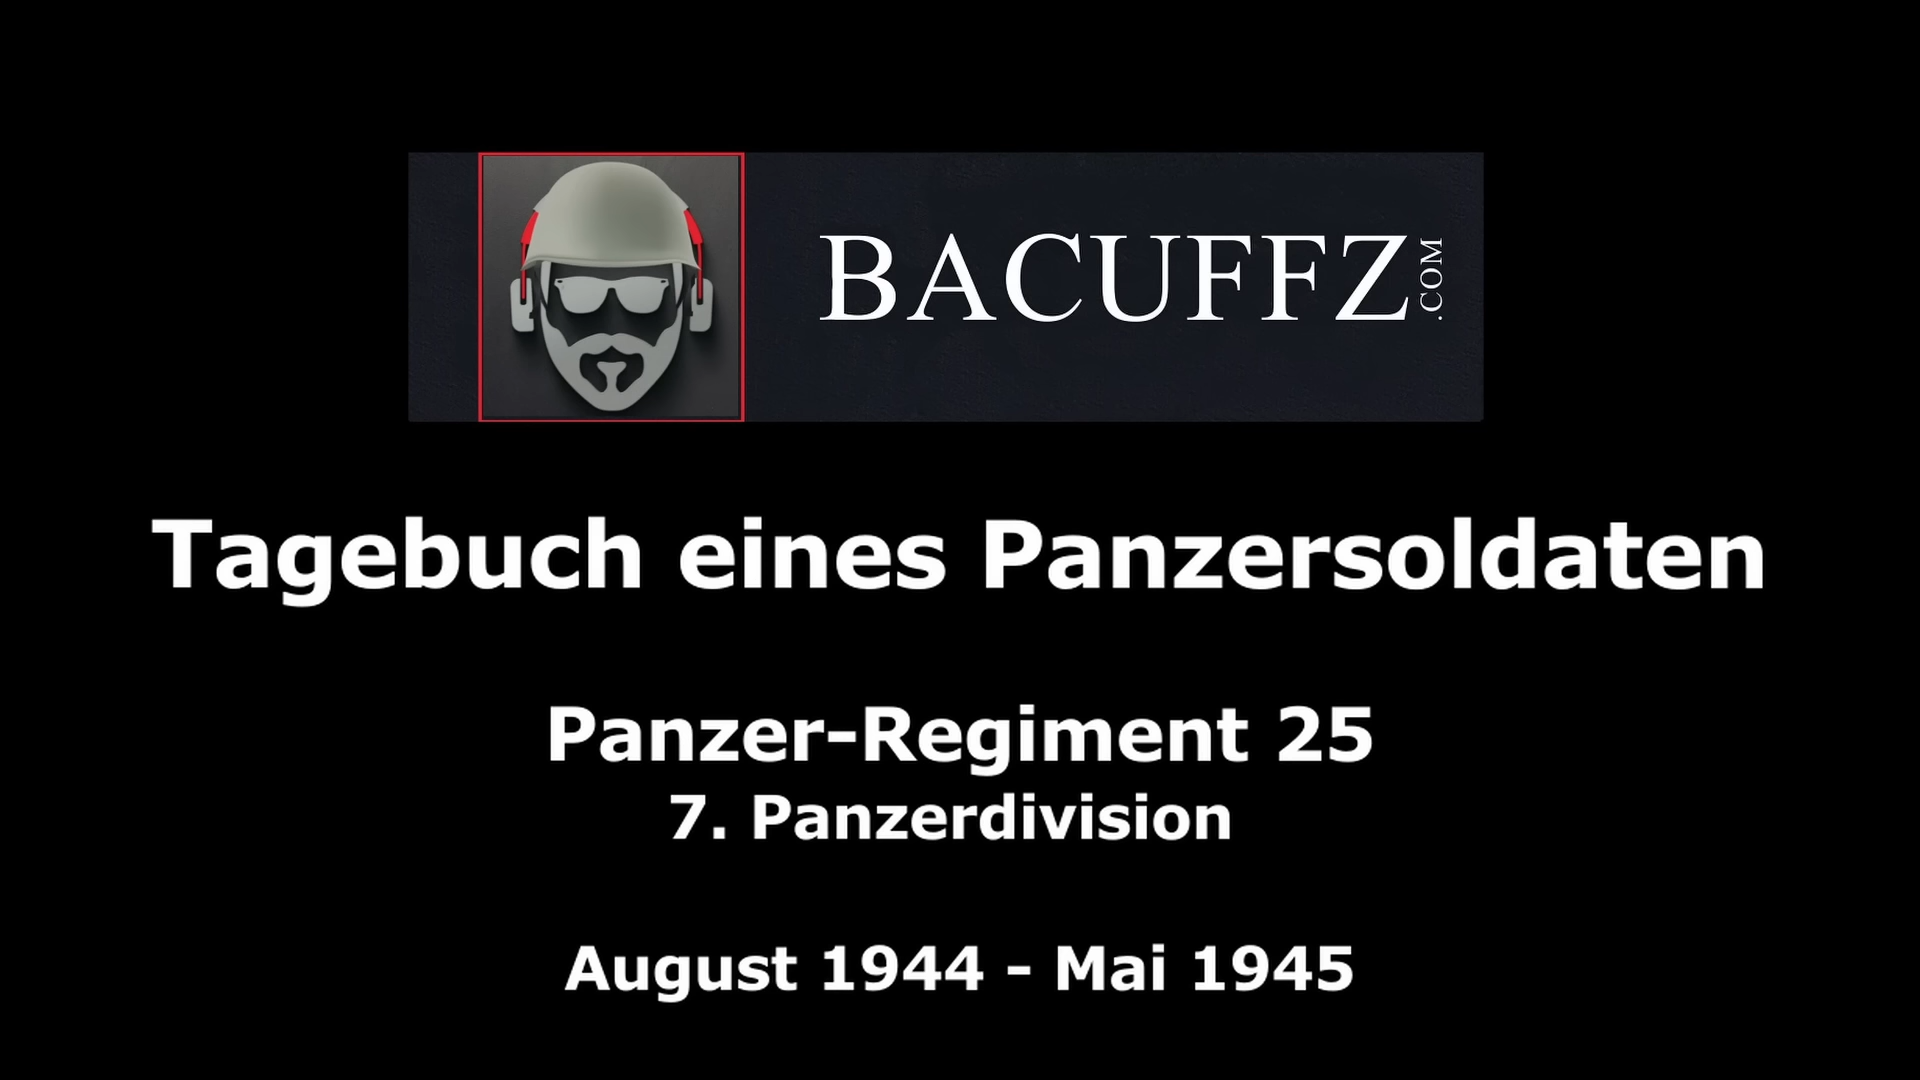 BACUFFZ.COM
Tagebuch eines Panzersoldaten
Panzer-Regiment 25
7. Panzerdivision
August 1944 - Mai 1945